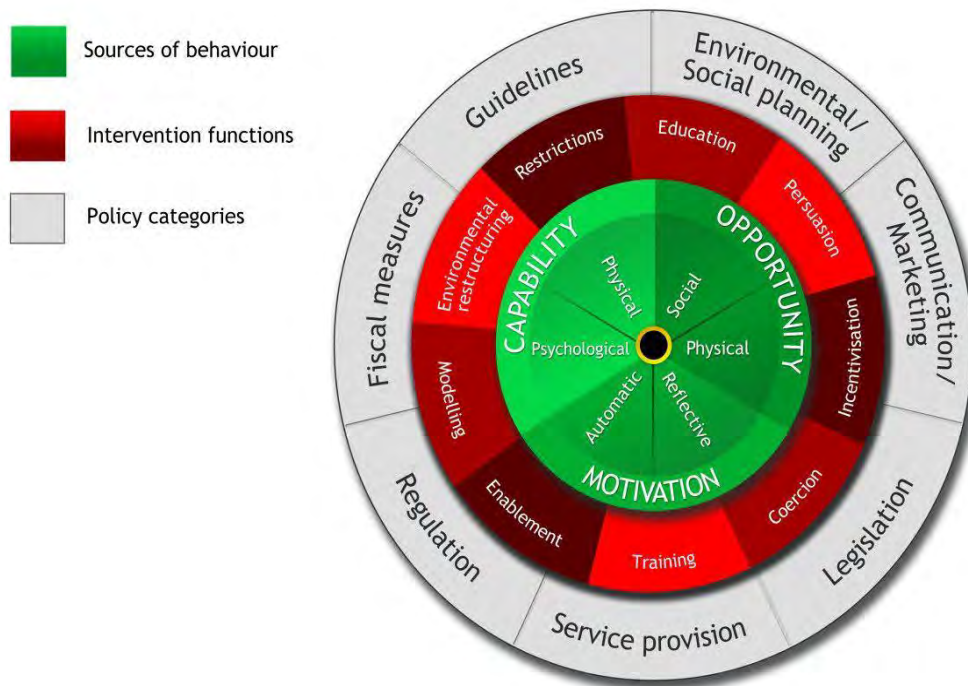 Sources of behaviour
Intervention functions
Policy categories
Guidelines
Environmental/
Social planning
Communication/
Marketing
Legislation
Service provision
Regulation
Fiscal measures
Restrictions
Education
Persuasion
Incentivisation
Coercion
Training
Enablement
Modelling
Environmental
restructuring
CAPABILITY
OPPORTUNITY
MOTIVATION
Physical
Social
Psychological
Physical
Automatic
Reflective